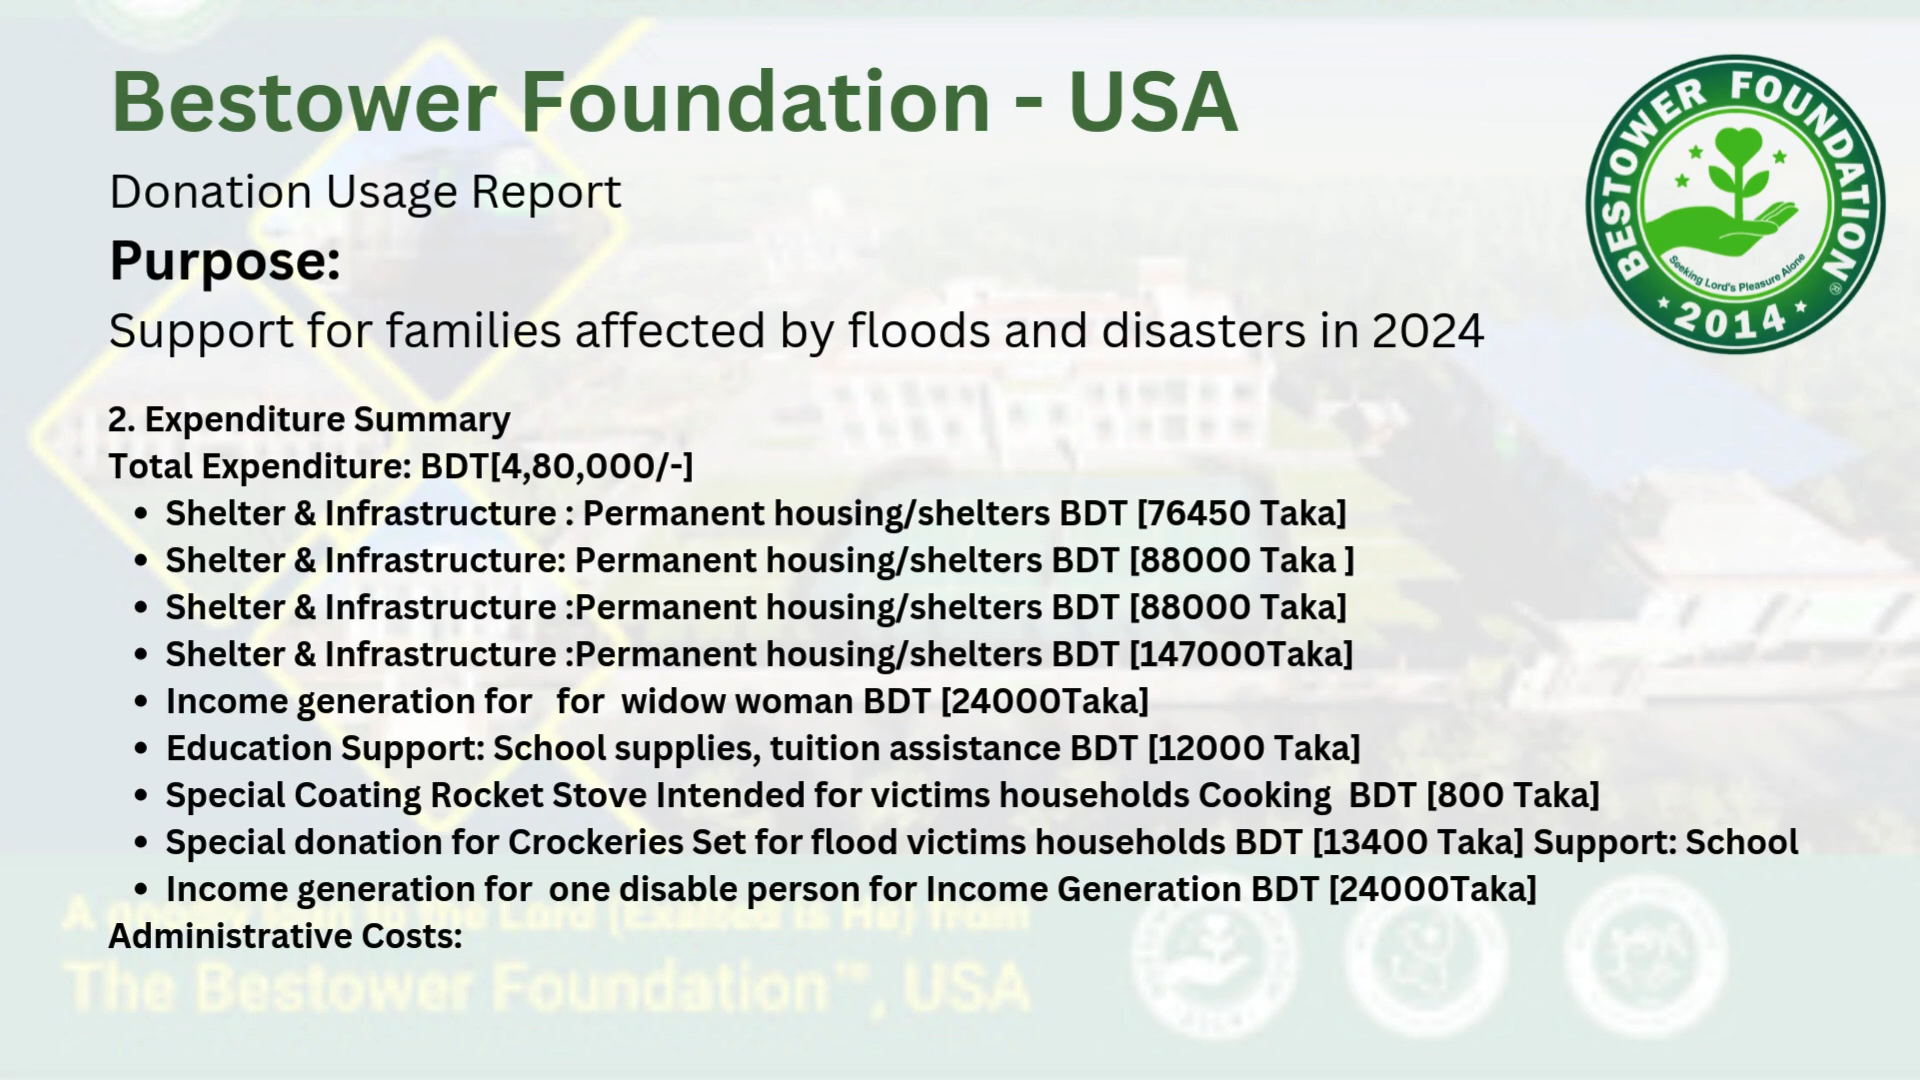 Bestower Foundation - USA
Donation Usage Report
Purpose:
Support for families affected by floods and disasters in 2024
BESTOWER FOUNDATION
Seeking Lord's Pleasure Alone
®
2014
2. Expenditure Summary
Total Expenditure: BDT[4,80,000/-]
• Shelter & Infrastructure : Permanent housing/shelters BDT [76450 Taka]
• Shelter & Infrastructure: Permanent housing/shelters BDT [88000 Taka ]
• Shelter & Infrastructure :Permanent housing/shelters BDT [88000 Taka]
• Shelter & Infrastructure :Permanent housing/shelters BDT [147000Taka]
• Income generation for   for  widow woman BDT [24000Taka]
• Education Support: School supplies, tuition assistance BDT [12000 Taka]
• Special Coating Rocket Stove Intended for victims households Cooking  BDT [800 Taka]
• Special donation for Crockeries Set for flood victims households BDT [13400 Taka] Support: School
• Income generation for  one disable person for Income Generation BDT [24000Taka]
Administrative Costs:
The Bestower Foundation™, USA